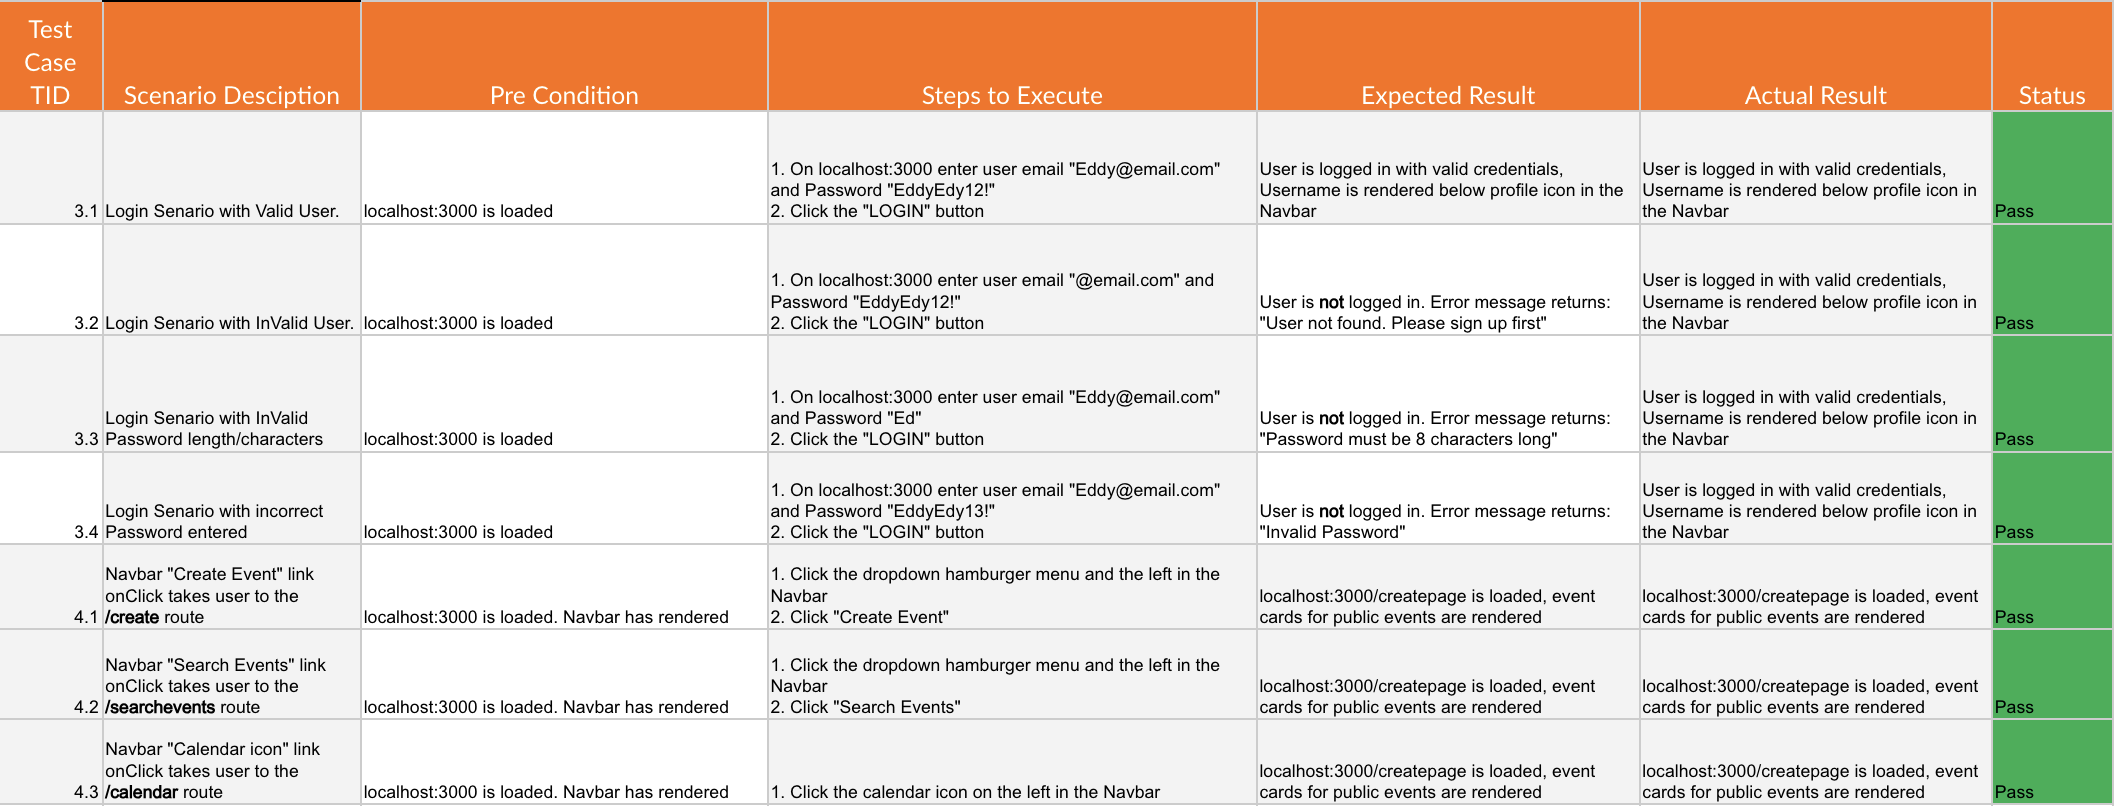 Test
Case
TID
Scenario Desciption
Pre Condition
Steps to Execute
Expected Result
Actual Result
Status
3.1
Login Senario with Valid User.
localhost:3000 is loaded
1. On localhost:3000 enter user email "Eddy@email.com"
and Password "EddyEdy12!"
2. Click the "LOGIN" button
User is logged in with valid credentials,
Username is rendered below profile icon in the
Navbar
User is logged in with valid credentials,
Username is rendered below profile icon in
the Navbar
Pass
3.2
Login Senario with InValid User.
localhost:3000 is loaded
1. On localhost:3000 enter user email "@email.com" and
Password "EddyEdy12!"
2. Click the "LOGIN" button
User is not logged in. Error message returns:
"User not found. Please sign up first"
User is logged in with valid credentials,
Username is rendered below profile icon in
the Navbar
Pass
3.3
Login Senario with InValid
Password length/characters
localhost:3000 is loaded
1. On localhost:3000 enter user email "Eddy@email.com"
and Password "Ed"
2. Click the "LOGIN" button
User is not logged in. Error message returns:
"Password must be 8 characters long"
User is logged in with valid credentials,
Username is rendered below profile icon in
the Navbar
Pass
3.4
Login Senario with incorrect
Password entered
localhost:3000 is loaded
1. On localhost:3000 enter user email "Eddy@email.com"
and Password "EddyEdy13!"
2. Click the "LOGIN" button
User is not logged in. Error message returns:
"Invalid Password"
User is logged in with valid credentials,
Username is rendered below profile icon in
the Navbar
Pass
4.1
Navbar "Create Event" link
onClick takes user to the
/create route
localhost:3000 is loaded. Navbar has rendered
1. Click the dropdown hamburger menu and the left in the
Navbar
2. Click "Create Event"
localhost:3000/createpage is loaded, event
cards for public events are rendered
localhost:3000/createpage is loaded, event
cards for public events are rendered
Pass
4.2
Navbar "Search Events" link
onClick takes user to the
/searchevents route
localhost:3000 is loaded. Navbar has rendered
1. Click the dropdown hamburger menu and the left in the
Navbar
2. Click "Search Events"
localhost:3000/createpage is loaded, event
cards for public events are rendered
localhost:3000/createpage is loaded, event
cards for public events are rendered
Pass
4.3
Navbar "Calendar icon" link
onClick takes user to the
/calendar route
localhost:3000 is loaded. Navbar has rendered
1. Click the calendar icon on the left in the Navbar
localhost:3000/createpage is loaded, event
cards for public events are rendered
localhost:3000/createpage is loaded, event
cards for public events are rendered
Pass